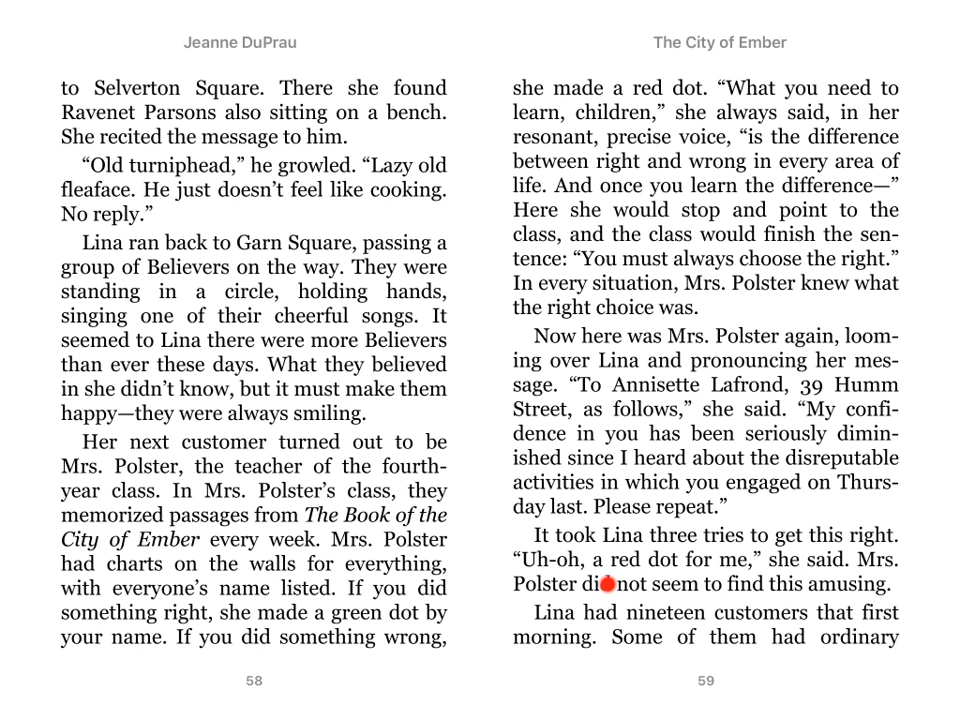 Jeanne DuPrau
to Selverton Square. There she found
Ravenet Parsons also sitting on a bench.
She recited the message to him.
“Old turniphead,” he growled. “Lazy old
fleaface. He just doesn’t feel like cooking.
No reply.”
Lina ran back to Garn Square, passing a
group of Believers on the way. They were
standing in a circle, holding hands,
singing one of their cheerful songs. It
seemed to Lina there were more Believers
than ever these days. What they believed
in she didn’t know, but it must make them
happy—they were always smiling.
Her next customer turned out to be
Mrs. Polster, the teacher of the fourth-
year class. In Mrs. Polster’s class, they
memorized passages from The Book of the
City of Ember every week. Mrs. Polster
had charts on the walls for everything,
with everyone’s name listed. If you did
something right, she made a green dot by
your name. If you did something wrong,
58
The City of Ember
she made a red dot. “What you need to
learn, children,” she always said, in her
resonant, precise voice, “is the difference
between right and wrong in every area of
life. And once you learn the difference—”
Here she would stop and point to the
class, and the class would finish the sen-
tence: “You must always choose the right.”
In every situation, Mrs. Polster knew what
the right choice was.
Now here was Mrs. Polster again, loom-
ing over Lina and pronouncing her mes-
sage. “To Annisette Lafrond, 39 Humm
Street, as follows,” she said. “My confi-
dence in you has been seriously dimin-
ished since I heard about the disreputable
activities in which you engaged on Thurs-
day last. Please repeat.”
It took Lina three tries to get this right.
“Uh-oh, a red dot for me,” she said. Mrs.
Polster did not seem to find this amusing.
Lina had nineteen customers that first
morning. Some of them had ordinary
59